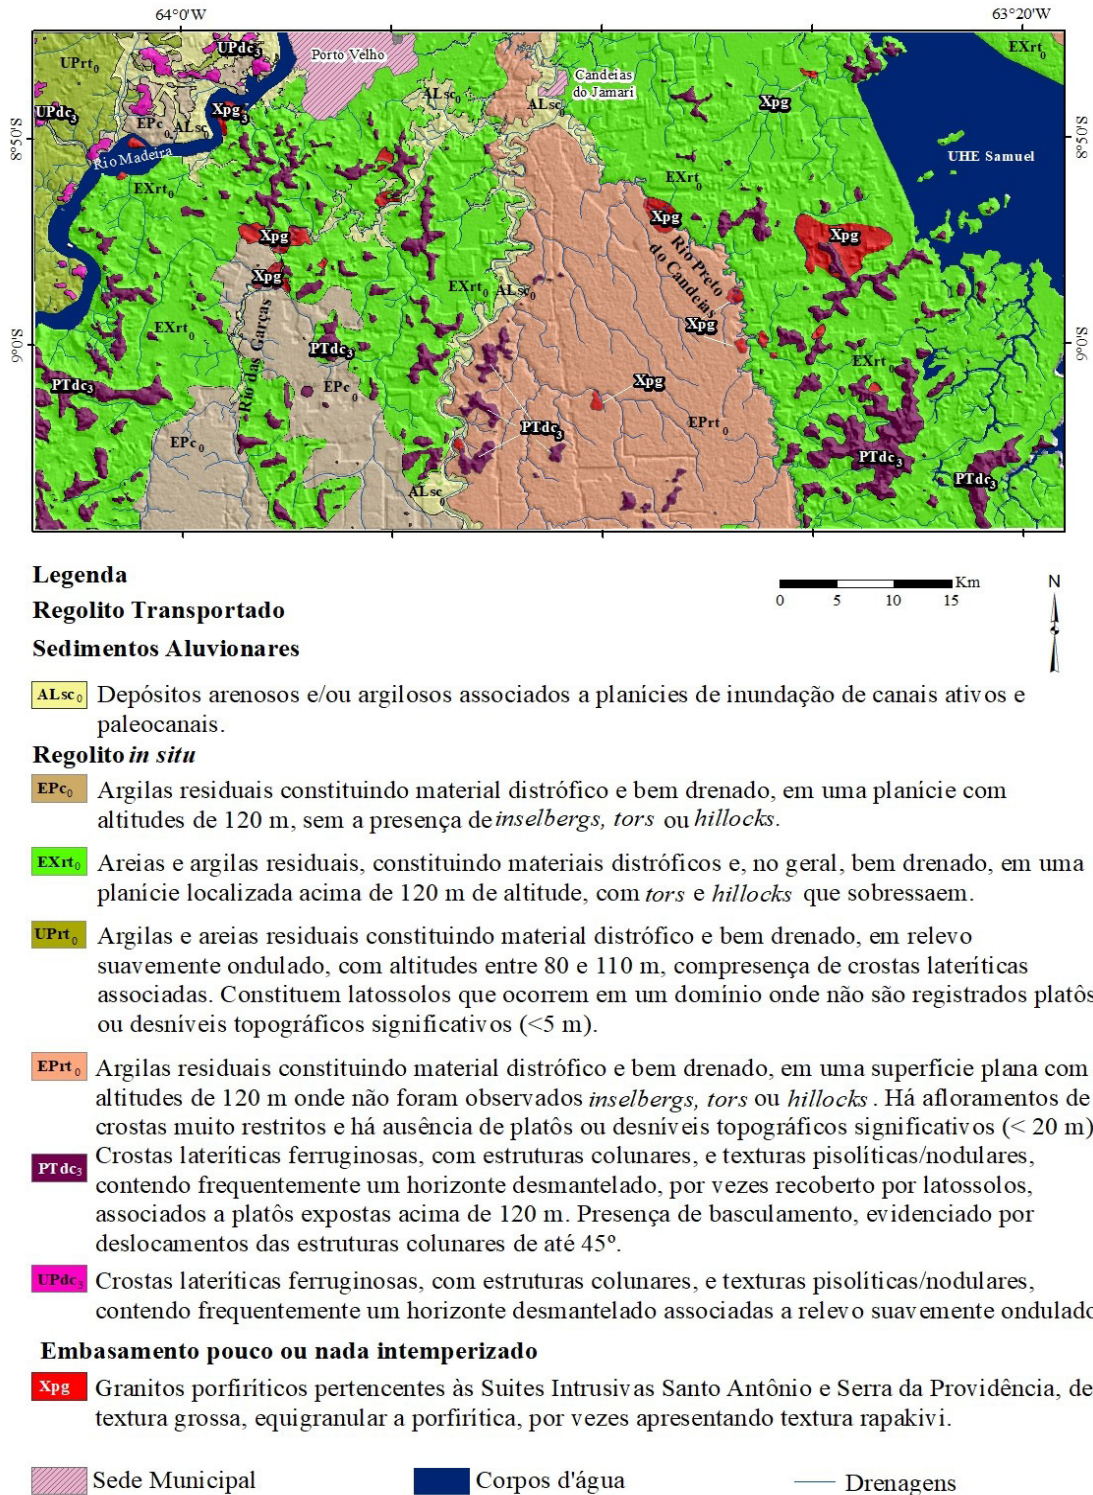 64°0'W
63°20'W
UPdc3
Porto Velho
EXrt0
UPrt0
Candeias
do Jamari
ALsc0
ALsc0
Xpg
UPdc3
Xpg3
EPc0
ALsc0
8°50'S
8°50'S
Rio Madeira
UHE Samuel
EXrt0
EXrt0
Xpg
Xpg
Xpg
Rio Preto
do Candeias
Xpg
EXrt0
ALsc0
Rio das Garças
EXrt0
Xpg
9°0'S
9°0'S
PTdc3
EXrt0
PTdc3
EPc0
Xpg
EPrt0
PTdc3
EPc0
PTdc3
PTdc3
ALsc0
Legenda
Km
0 5 10 15
N
Regolito Transportado
Sedimentos Aluvionares
ALsc0 Depósitos arenosos e/ou argilosos associados a planícies de inundação de canais ativos e
paleocanais.
Regolito in situ
EPc0 Argilas residuais constituindo material distrófico e bem drenado, em uma planície com
altitudes de 120 m, sem a presença de inselbergs, tors ou hillocks.
EXrt0 Areias e argilas residuais, constituindo materiais distróficos e, no geral, bem drenado, em uma
planície localizada acima de 120 m de altitude, com tors e hillocks que sobressaem.
UPrt0 Argilas e areias residuais constituindo material distrófico e bem drenado, em relevo
suavemente ondulado, com altitudes entre 80 e 110 m, compresença de crostas lateríticas
associadas. Constituem latossolos que ocorrem em um domínio onde não são registrados platôs
ou desníveis topográficos significativos (<5 m).
EPrt0 Argilas residuais constituindo material distrófico e bem drenado, em uma superfície plana com
altitudes de 120 m onde não foram observados inselbergs, tors ou hillocks. Há afloramentos de
crostas muito restritos e há ausência de platôs ou desníveis topográficos significativos (< 20 m)
PTdc3 Crostas lateríticas ferruginosas, com estruturas colunares, e texturas pisolíticas/nodulares,
contendo frequentemente um horizonte desmantelado, por vezes recoberto por latossolos,
associados a platôs expostas acima de 120 m. Presença de basculamento, evidenciado por
deslocamentos das estruturas colunares de até 45º.
UPdc3 Crostas lateríticas ferruginosas, com estruturas colunares, e texturas pisolíticas/nodulares,
contendo frequentemente um horizonte desmantelado associadas a relevo suavemente ondulado
Embasamento pouco ou nada intemperizado
Xpg Granitos porfiríticos pertencentes às Suites Intrusivas Santo Antônio e Serra da Providência, de
textura grossa, equigranular a porfirítica, por vezes apresentando textura rapakivi.
Sede Municipal
Corpos d'água
Drenagens